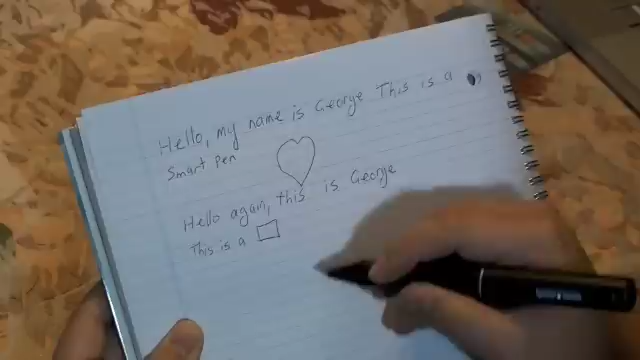 Hello, my name is George This is a
Smart Pen
Hello again, this is George
This is a